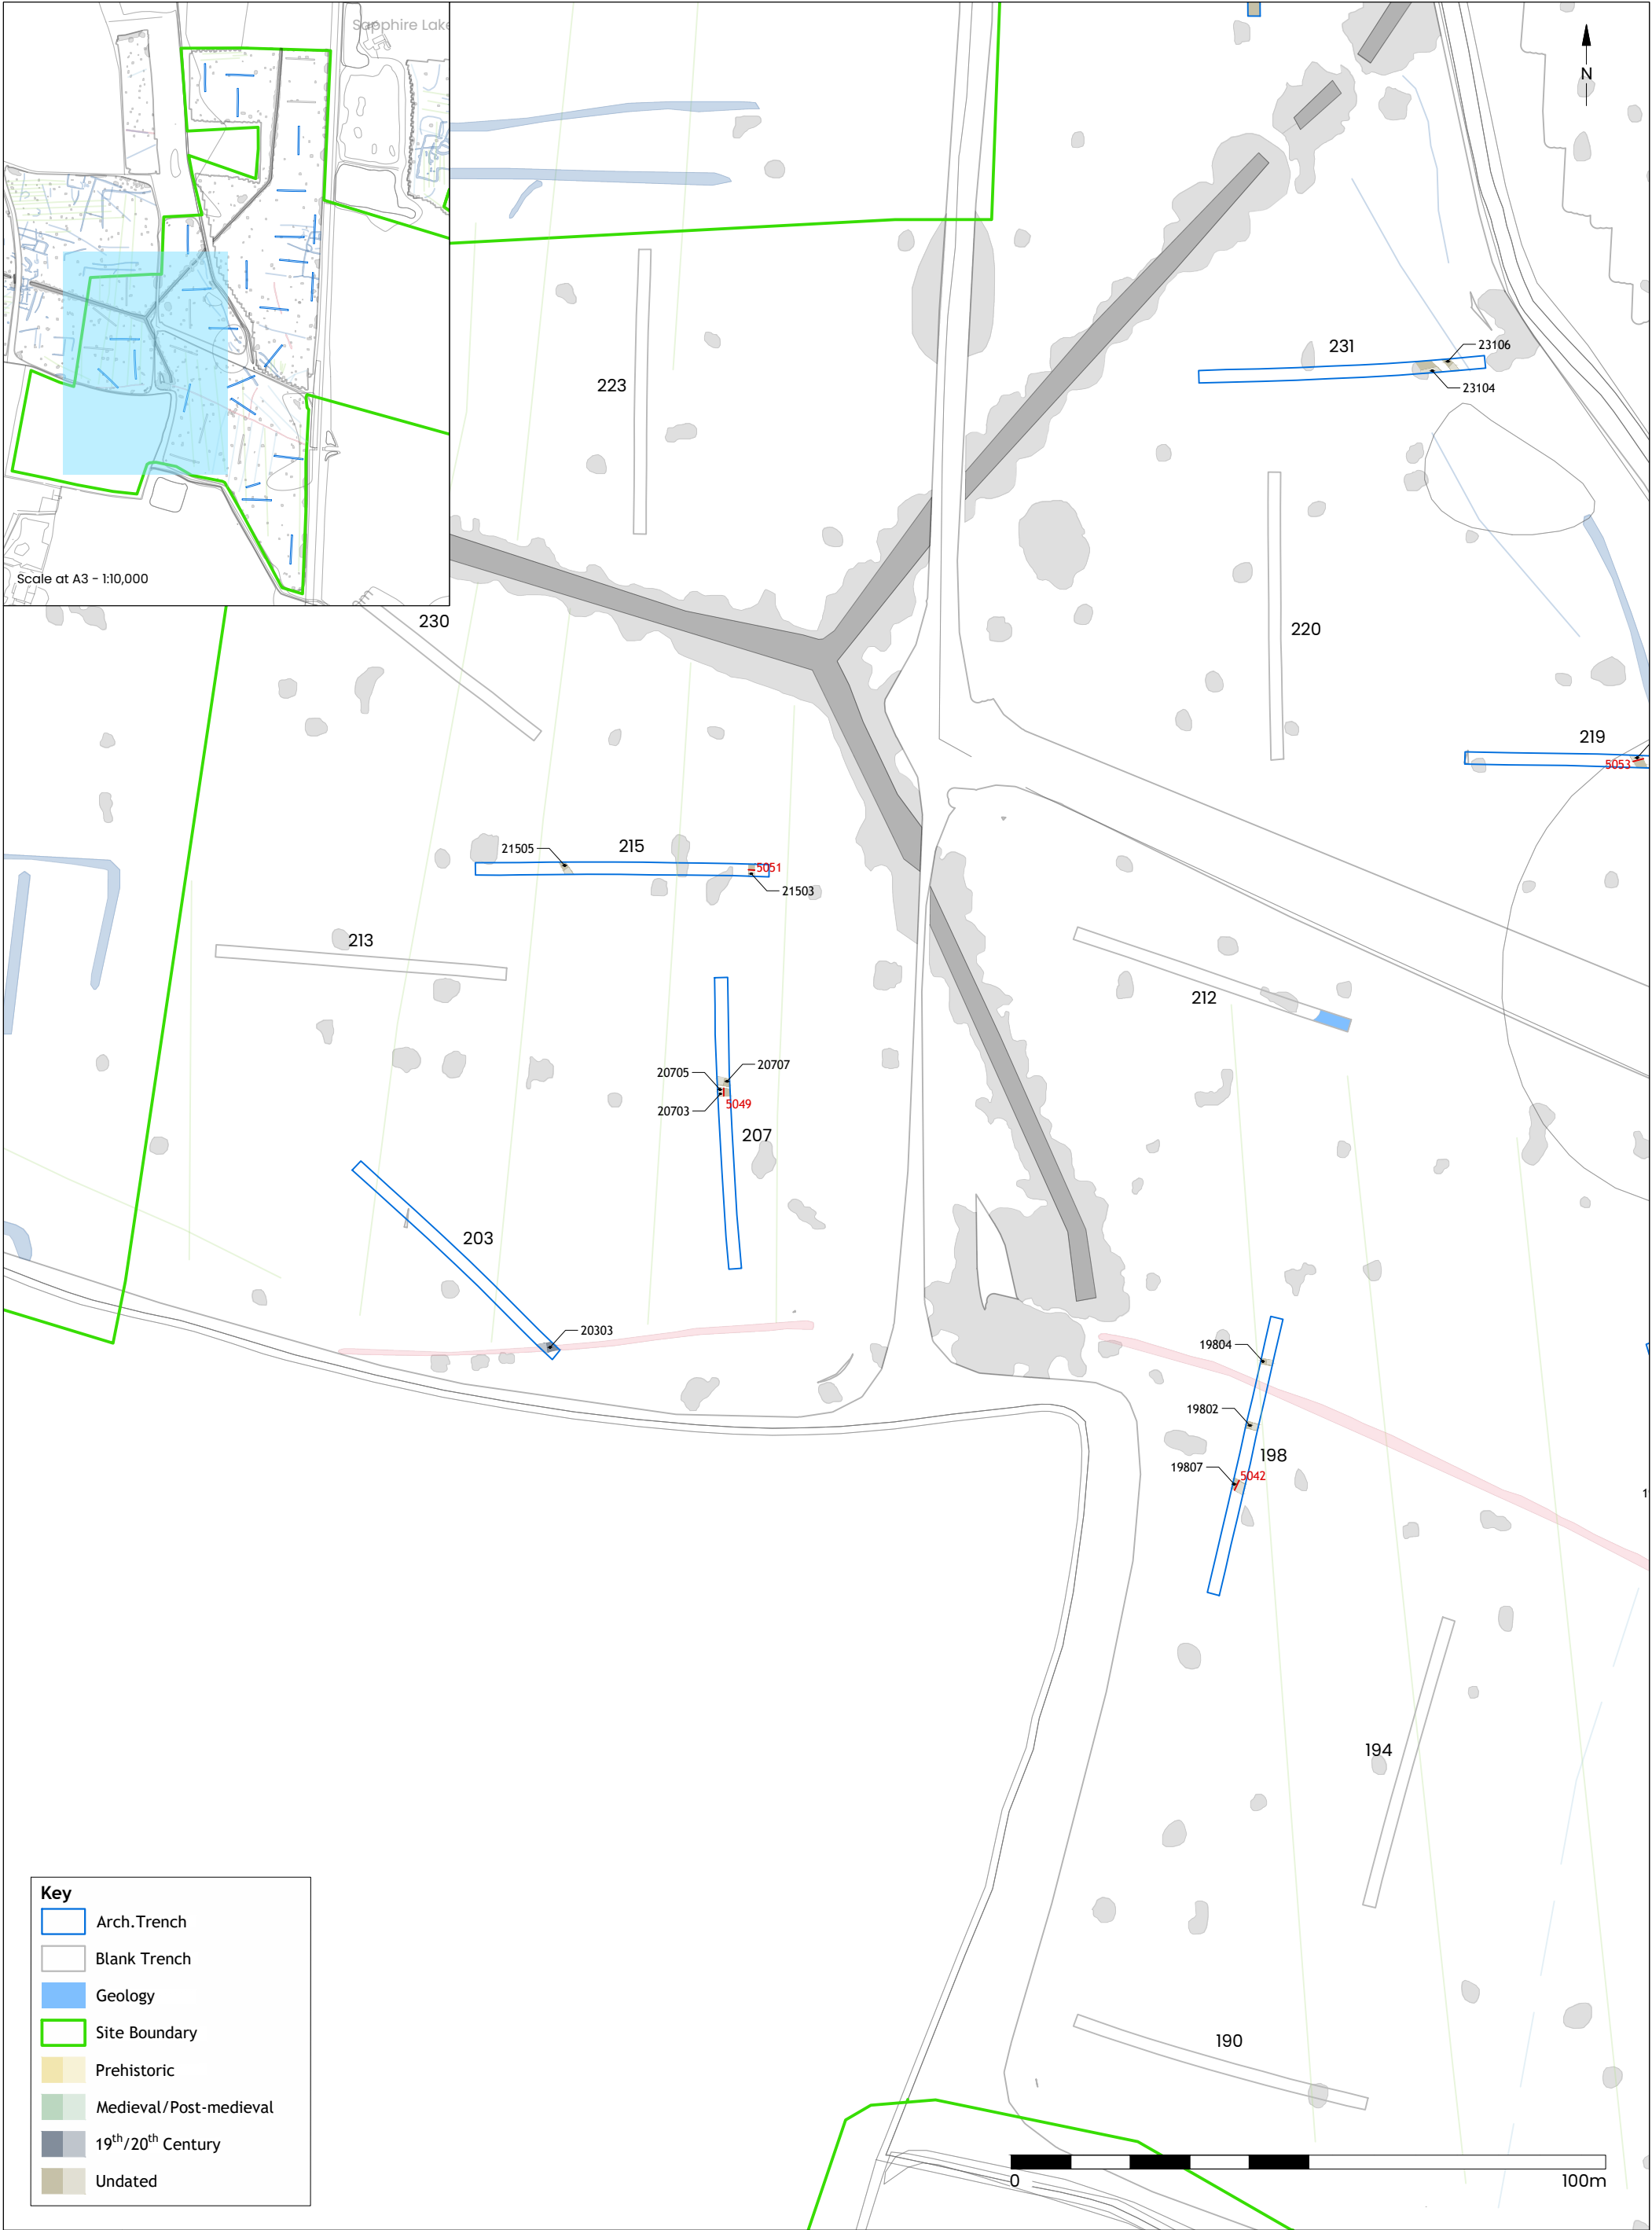 Sapphire Lake
N
Scale at A3 - 1:10,000
230
223
231
23106
23104
220
219
5053
21505
215
5051
21503
213
212
20705
20707
20703
5049
207
203
20303
19804
19802
198
19807
5042
194
190
Key
Arch.Trench
Blank Trench
Geology
Site Boundary
Prehistoric
Medieval/Post-medieval
19th/20th Century
Undated
0
100m